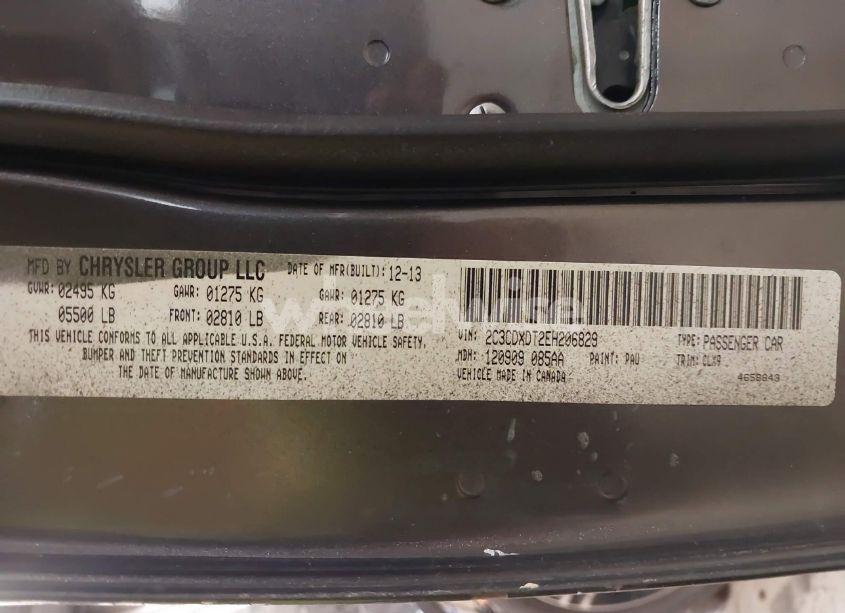 MFD BY CHRYSLER GROUP LLC DATE OF MFR(BUILT): 12-13
GVWR: 02495 KG GAWR: 01275 KG GAWR: 01275 KG
05500 LB FRONT: 02810 LB REAR: 02810 LB
THIS VEHICLE CONFORMS TO ALL APPLICABLE U.S.A. FEDERAL MOTOR VEHICLE SAFETY,
BUMPER AND THEFT PREVENTION STANDARDS IN EFFECT ON
THE DATE OF MANUFACTURE SHOWN ABOVE.
VIN: 2C3CDXDT2EH206829 TYPE: PASSENGER CAR
MDH: 120909 085AA PAINT: PAU TRIM: CLX9
VEHICLE MADE IN CANADA 4658843